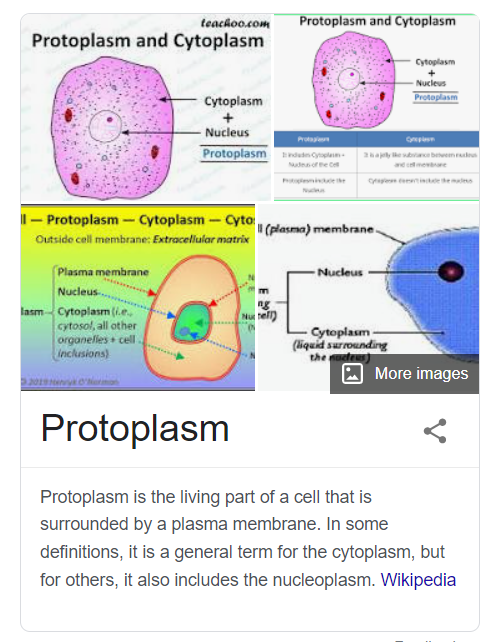 teachoo.com
Protoplasm and Cytoplasm
Cytoplasm
+
Nucleus
Protoplasm
Protoplasm and Cytoplasm
Cytoplasm
+
Nucleus
Protoplasm
Protoplasm
Cytoplasm
It includes Cytoplasm +
Nucleus of the Cell
It is a jelly like substance between nucleus
and cell membrane
Protoplasm include the
Nucleus
Cytoplasm doesn't include the nucleus
ll — Protoplasm — Cytoplasm — Cyto
Outside cell membrane: Extracellular matrix
Plasma membrane
Nucleus
lasm
Cytoplasm (i.e.,
cytosol, all other
organelles + cell
inclusions)
N
Nu
N
2019
ll (plasma) membrane
Nucleus
m
ng
cell)
Cytoplasm
(liquid surrounding
the nucleus)
More images
Protoplasm
Protoplasm is the living part of a cell that is
surrounded by a plasma membrane. In some
definitions, it is a general term for the cytoplasm, but
for others, it also includes the nucleoplasm. Wikipedia